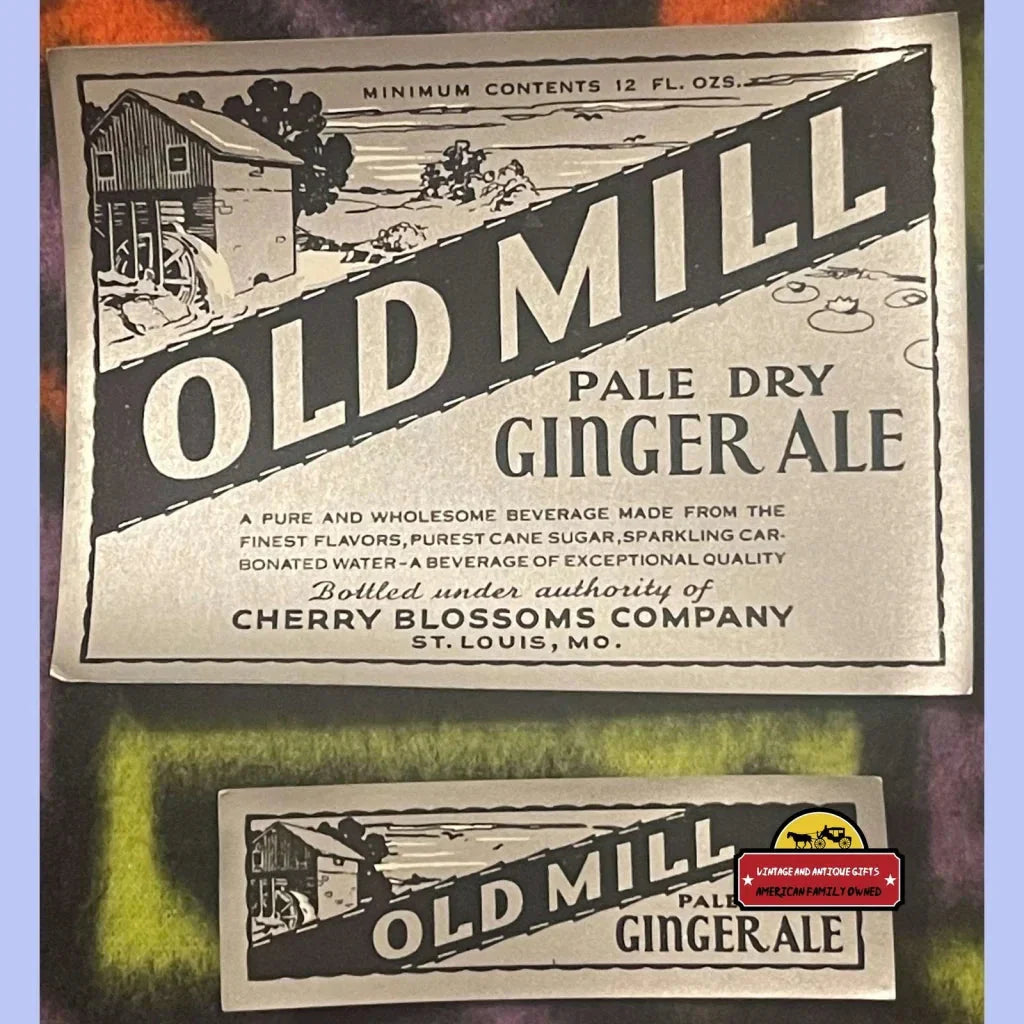 MINIMUM CONTENTS 12 FL. OZS.
OLD MILL
PALE DRY
GINGER ALE
A PURE AND WHOLESOME BEVERAGE MADE FROM THE
FINEST FLAVORS, PUREST CANE SUGAR, SPARKLING CAR-
BONATED WATER-A BEVERAGE OF EXCEPTIONAL QUALITY
Bottled under authority of
CHERRY BLOSSOMS COMPANY
ST. LOUIS, MO.
OLD MILL
PALE
GINGER ALE
VINTAGE AND ANTIQUE GIFTS
AMERICAN FAMILY OWNED